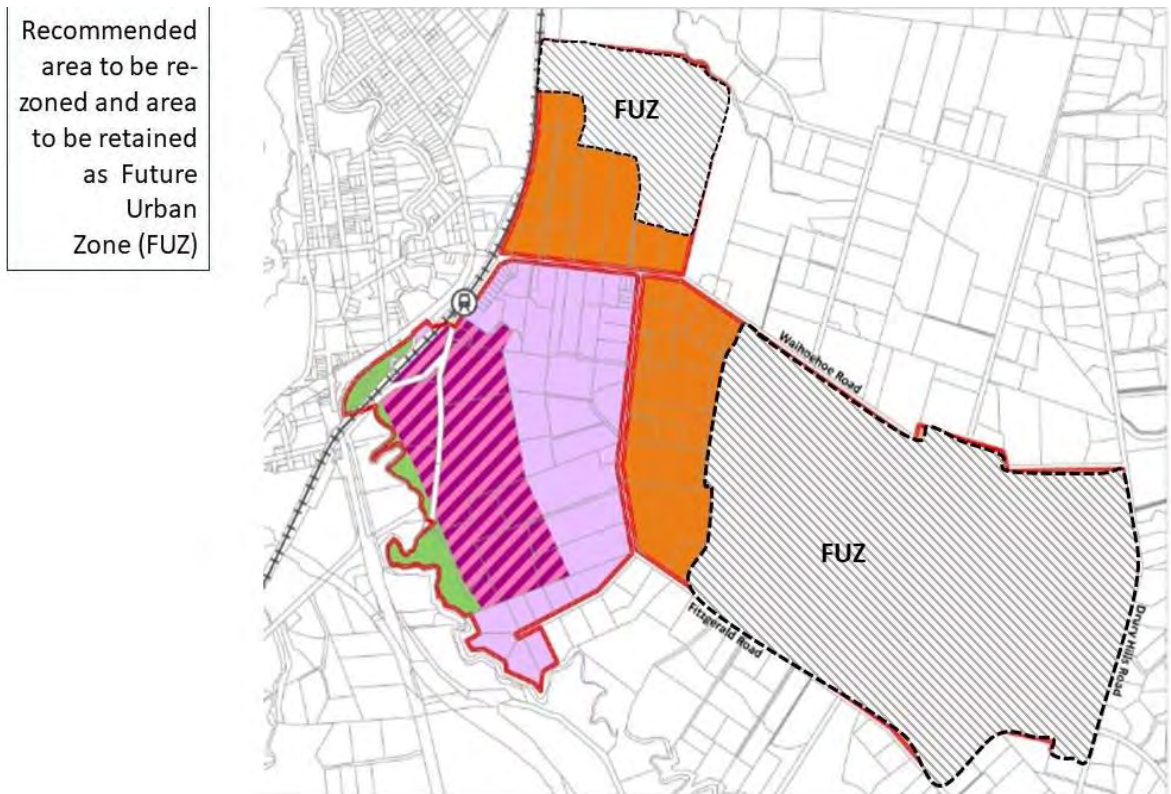 Recommended
area to be re-
zoned and area
to be retained
as Future
Urban
Zone (FUZ)
FUZ
Waihoehoe Road
FUZ
Fitzgerald Road
Drury Hills Road